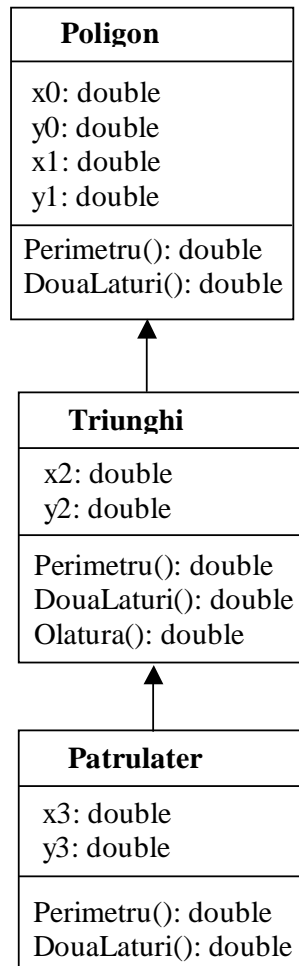 Poligon
x0: double
y0: double
x1: double
y1: double
Perimetru(): double
DouaLaturi(): double
Triunghi
x2: double
y2: double
Perimetru(): double
DouaLaturi(): double
Olatura(): double
Patrulater
x3: double
y3: double
Perimetru(): double
DouaLaturi(): double